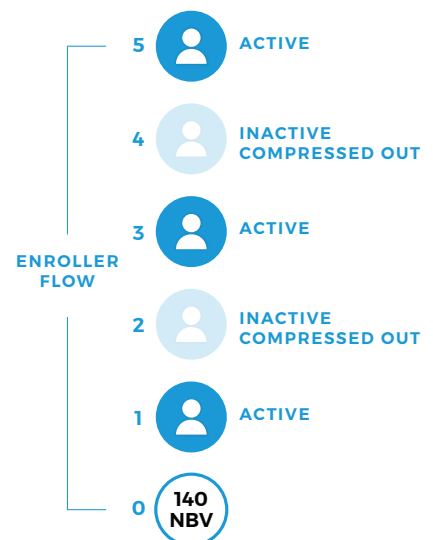 5 ACTIVE
4 INACTIVE
COMPRESSED OUT
3 ACTIVE
ENROLLER
FLOW
2 INACTIVE
COMPRESSED OUT
1 ACTIVE
0 140
NBV